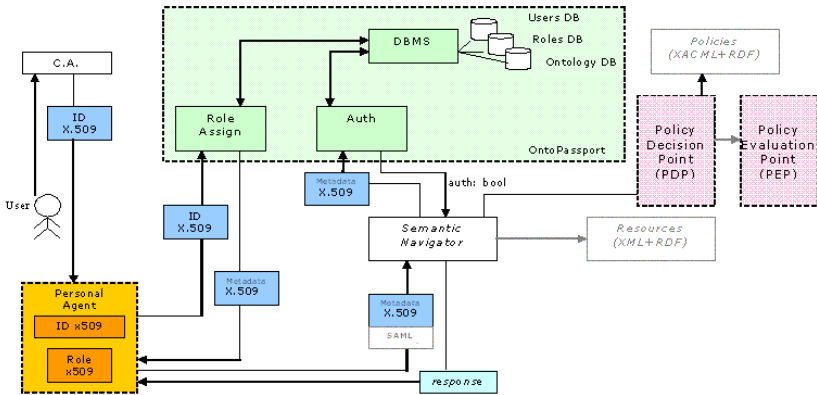 Users DB
DBMS
Roles DB
Ontology DB
Policies
(XACML+RDF)
C.A.
ID
X.509
Role
Assign
Auth
OntoPassport
Policy
Decision
Point
(PDP)
Policy
Evaluation
Point
(PEP)
Metadata
X.509
auth: bool
User
ID
X.509
Semantic
Navigator
Resources
(XML+RDF)
Metadata
X.509
Personal
Agent
ID x509
Role
x509
Metadata
X.509
SAML
response